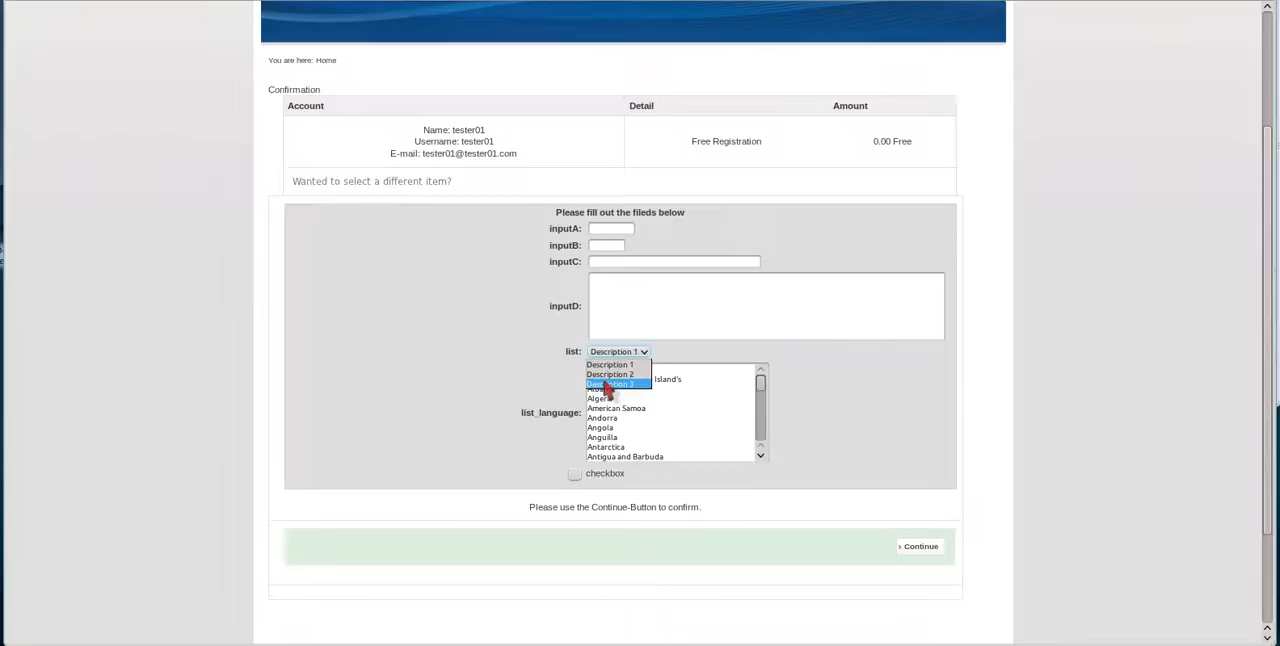 You are here: Home
Confirmation
Account Detail Amount
Name: tester01
Username: tester01
E-mail: tester01@tester01.com
Free Registration 0.00 Free
Wanted to select a different item?
Please fill out the fileds below
inputA:
inputB:
inputC:
inputD:
list: Description 1
Description 1
Description 2
3
Island's
American Samoa
Andorra
Angola
list_language:
Anguilla
Antarctica
Antigua and Barbuda
checkbox
Please use the Continue-Button to confirm.
› Continue